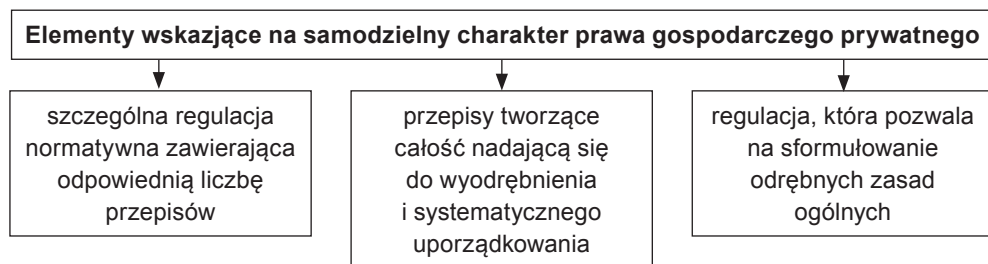 Elementy wskazjące na samodzielny charakter prawa gospodarczego prywatnego
szczególna regulacja
normatywna zawierająca
odpowiednią liczbę
przepisów
przepisy tworzące
całość nadającą się
do wyodrębnienia
i systematycznego
uporządkowania
regulacja, która pozwala
na sformułowanie
odrębnych zasad
ogólnych